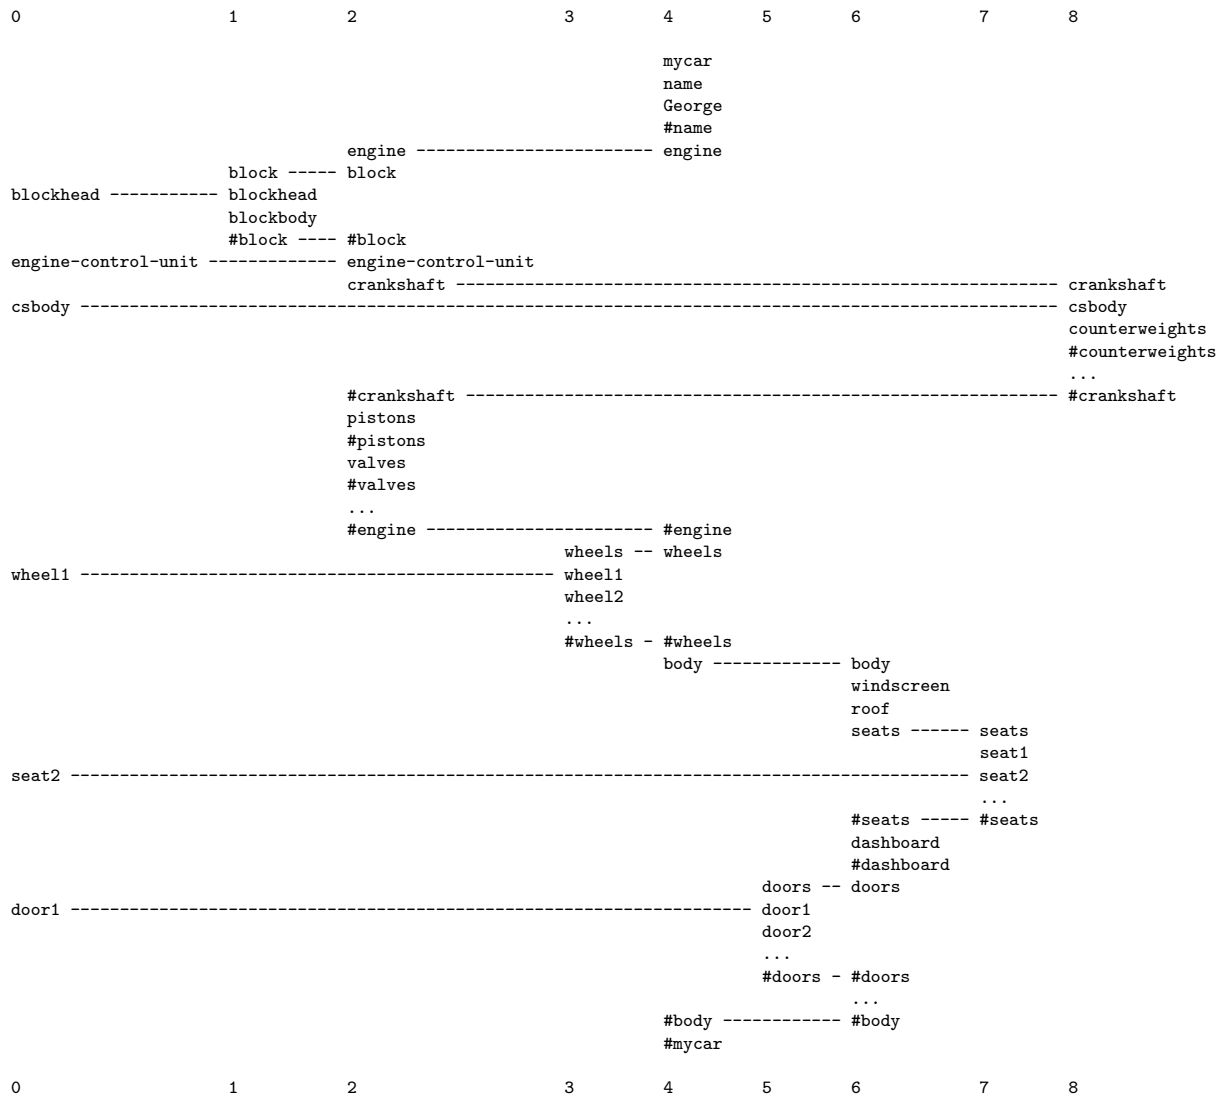 0 1 2 3 4 5 6 7 8
mycar
name
George
#name
engine ------------------------ engine
block ----- block
blockhead ----------- blockhead
blockbody
#block ---- #block
engine-control-unit ------------- engine-control-unit
crankshaft ------------------------------------------------------------- crankshaft
csbody --------------------------------------------------------------------------------------------------- csbody
counterweights
#counterweights
...
#crankshaft ------------------------------------------------------------ #crankshaft
pistons
#pistons
valves
#valves
...
#engine ----------------------- #engine
wheels -- wheels
wheel1 ------------------------------------------------ wheel1
wheel2
...
#wheels - #wheels
body ------------- body
windscreen
roof
seats ------ seats
seat1
seat2 ------------------------------------------------------------------------------------------- seat2
...
#seats ----- #seats
dashboard
#dashboard
doors -- doors
door1 --------------------------------------------------------------------- door1
door2
...
#doors - #doors
...
#body ------------ #body
#mycar
0 1 2 3 4 5 6 7 8